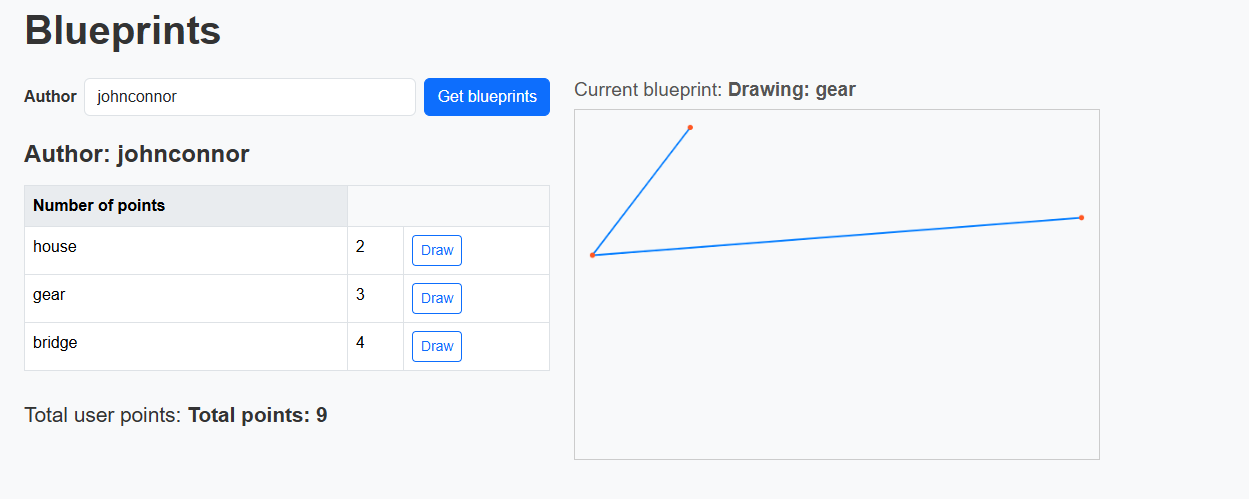 Blueprints
Author johnconnor Get blueprints
Author: johnconnor
Number of points
house 2 Draw
gear 3 Draw
bridge 4 Draw
Total user points: Total points: 9
Current blueprint: Drawing: gear